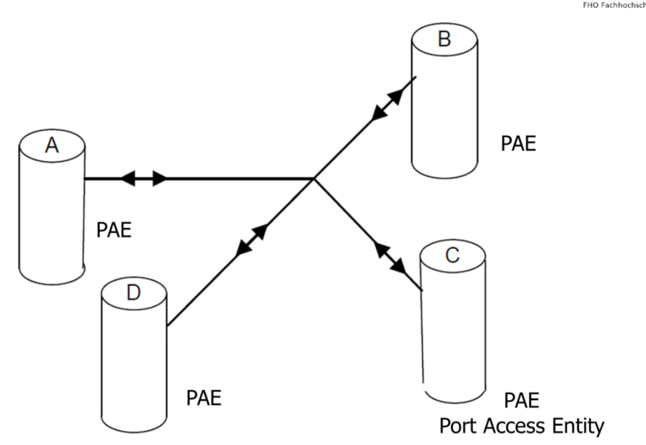 FHO Fachhochsch
B
PAE
A
PAE
C
D
PAE
PAE
Port Access Entity